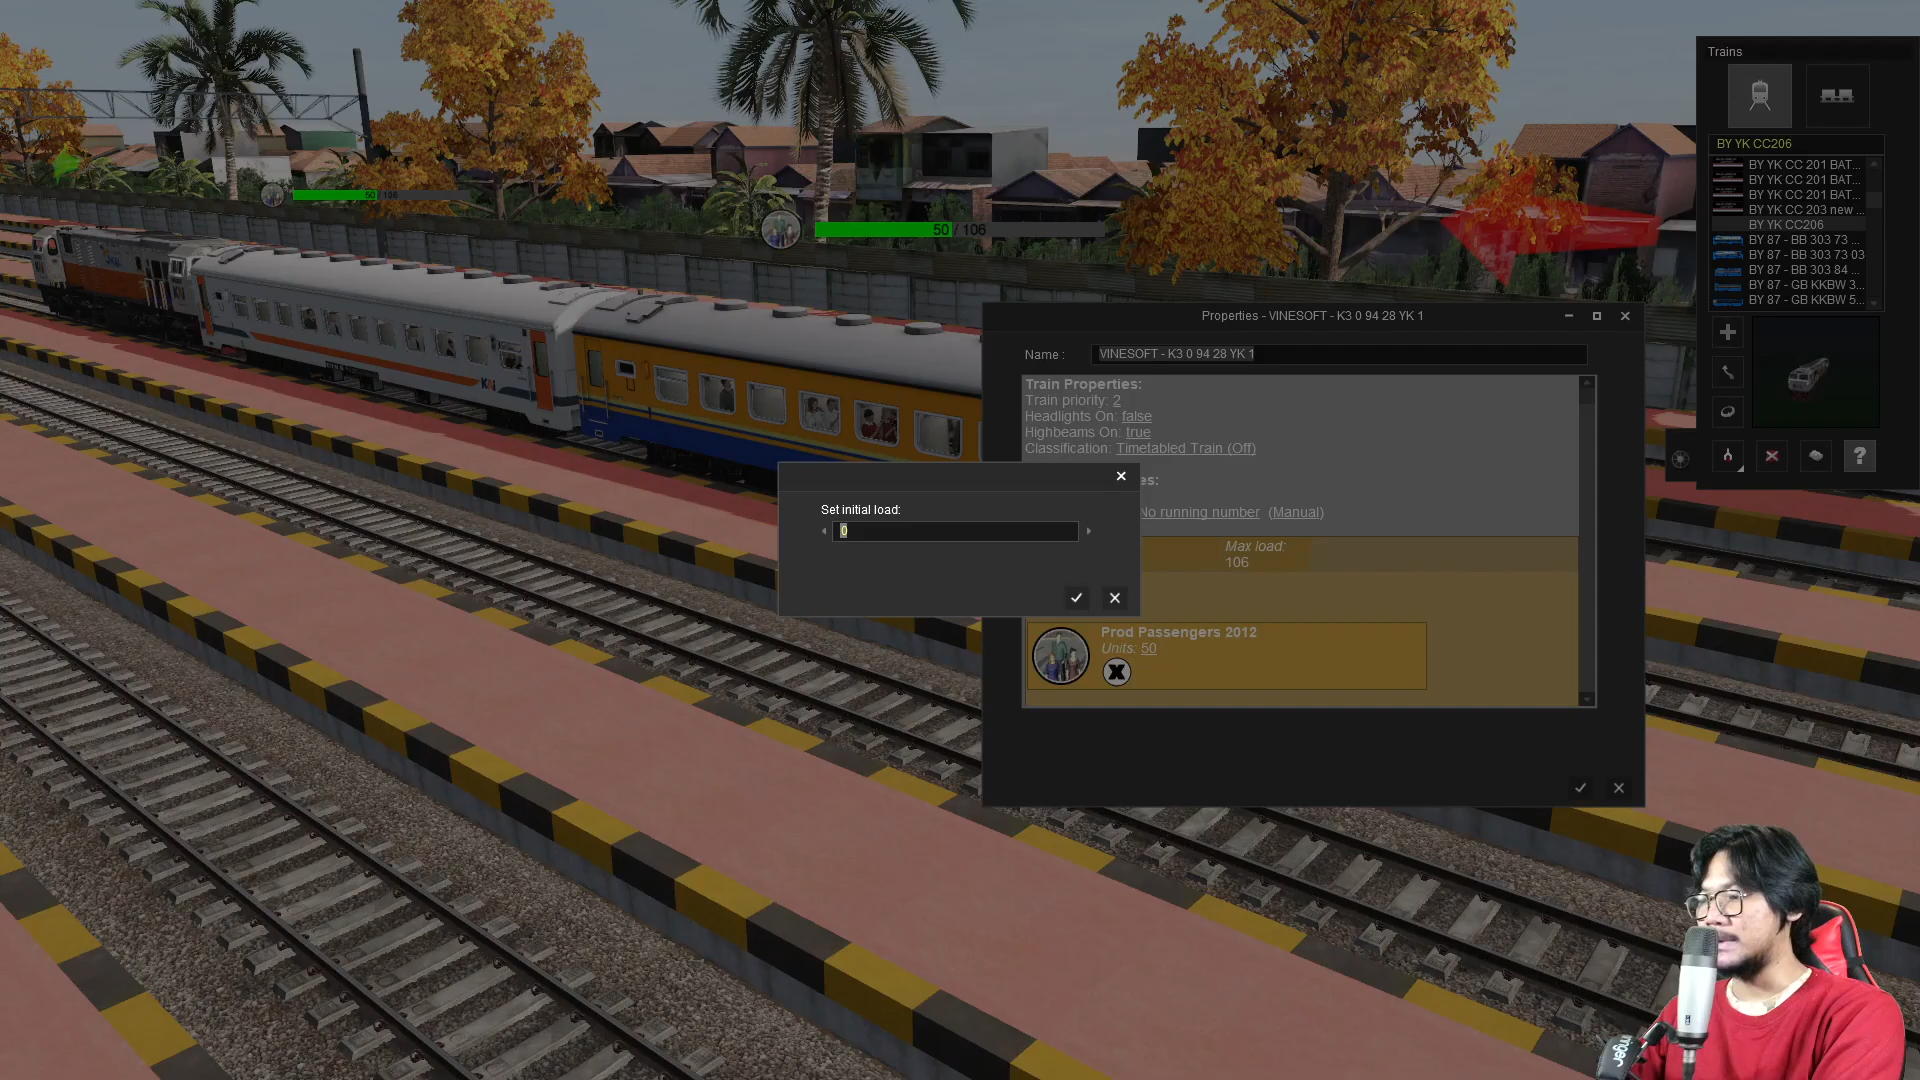 Trains
BY YK CC206
BY YK CC 201 BAT...
BY YK CC 201 BAT...
BY YK CC 201 BAT...
BY YK CC 203 new ...
BY YK CC206
BY 87 - BB 303 73 ...
BY 87 - BB 303 73 03
BY 87 - BB 303 84 ...
BY 87 - GB KKBW 3...
BY 87 - GB KKBW 5...
?
50 / 106
50 / 106
KAI
Properties - VINESOFT - K3 0 94 28 YK 1
Name :
VINESOFT - K3 0 94 28 YK 1
Train Properties:
Train priority: 2
Headlights On: false
Highbeams On: true
Classification: Timetabled Train (Off)
es:
No running number (Manual)
Max load:
106
Prod Passengers 2012
Units: 50
Set initial load:
0